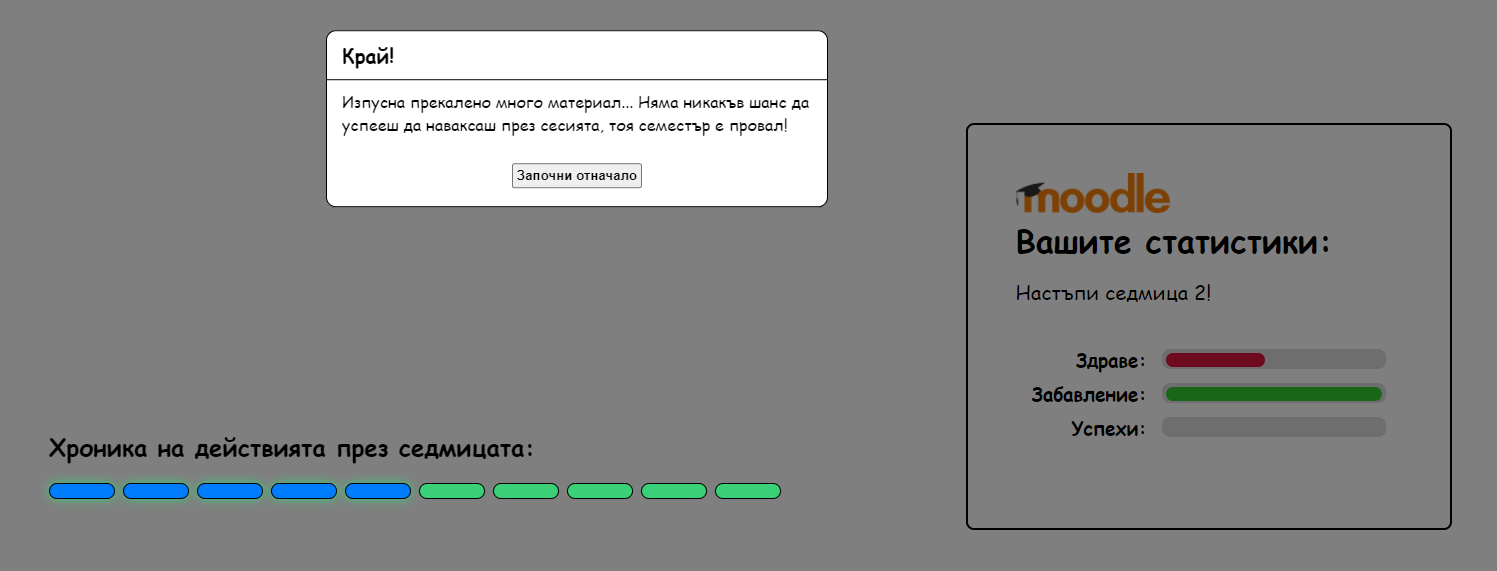 Край!
Изпусна прекалено много материал... Няма никакъв шанс да
успееш да наваксаш през сесията, тоя семестър е провал!
Започни отначало
moodle
Вашите статистики:
Настъпи седмица 2!
Здраве:
Забавление:
Успехи:
Хроника на действията през седмицата: